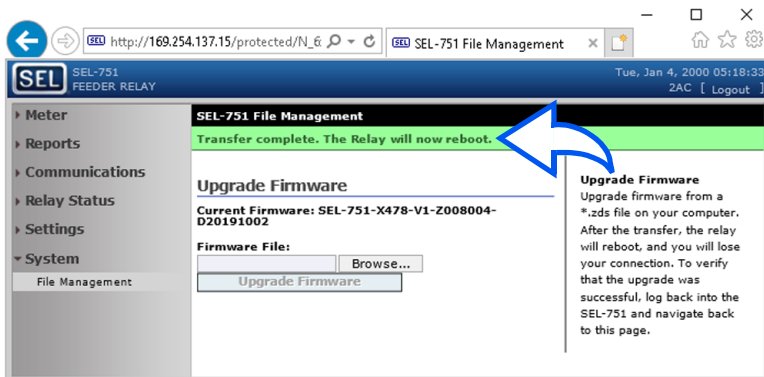 http://169.254.137.15/protected/N_6
SEL-751 File Management
SEL
SEL-751
FEEDER RELAY
Tue, Jan 4, 2000 05:18:33
2AC [ Logout ]
Meter
Reports
Communications
Relay Status
Settings
System
File Management
SEL-751 File Management
Transfer complete. The Relay will now reboot.
Upgrade Firmware
Current Firmware: SEL-751-X478-V1-Z008004-
D20191002
Firmware File:
Browse...
Upgrade Firmware
Upgrade Firmware
Upgrade firmware from a
*.zds file on your computer.
After the transfer, the relay
will reboot, and you will lose
your connection. To verify
that the upgrade was
successful, log back into the
SEL-751 and navigate back
to this page.